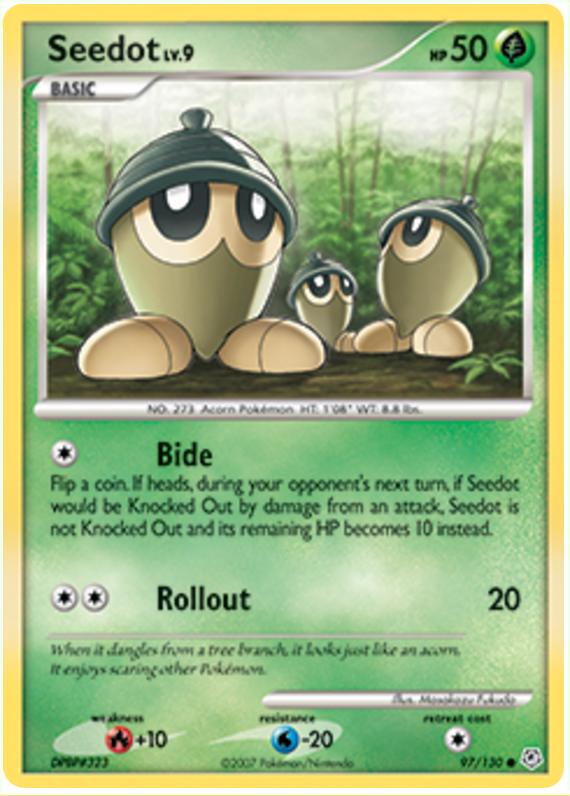 Seedot LV.9 HP 50
BASIC
NO. 273 Acorn Pokémon HT: 1'08" WT: 8.8 lbs.
Bide
Flip a coin. If heads, during your opponent's next turn, if Seedot
would be Knocked Out by damage from an attack, Seedot is
not Knocked Out and its remaining HP becomes 10 instead.
Rollout 20
When it dangles from a tree branch, it looks just like an acorn.
It enjoys scaring other Pokémon.
Illus. Masakazu Fukuda
weakness resistance retreat cost
+10 -20
DPBP#323 ©2007 Pokémon/Nintendo 97/130